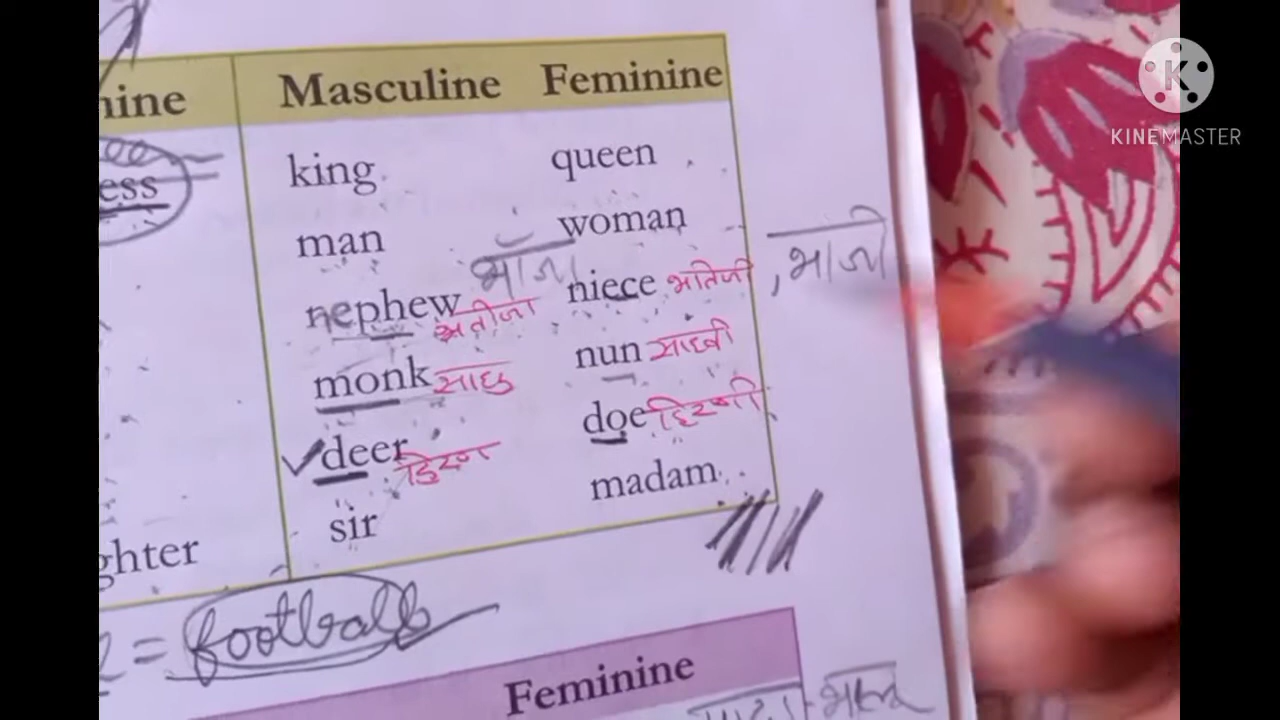 nine Masculine Feminine
ess king queen
man woman
भाँजा
nephew भतीजा niece भतिजी , भांजी
monk साधु nun साध्वी
deer हिरण doe हिरणी
sir madam
ghter
= football
Feminine
KINEMASTER